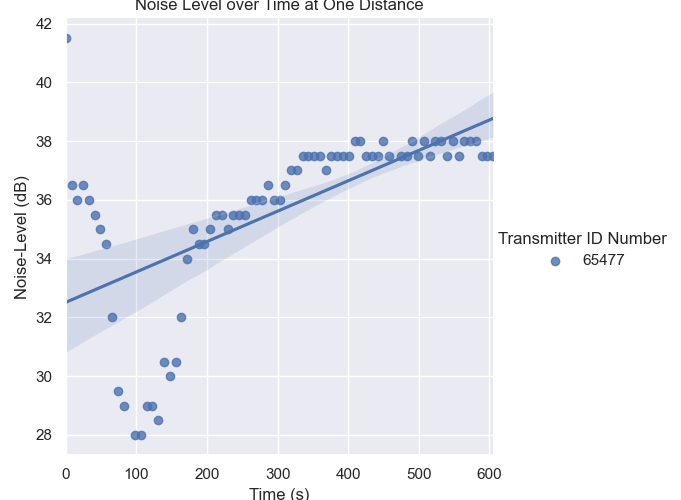 Noise Level over Time at One Distance
42
40
38
36
34
32
30
28
Noise-Level (dB)
0 100 200 300 400 500 600
Time (s)
Transmitter ID Number
65477